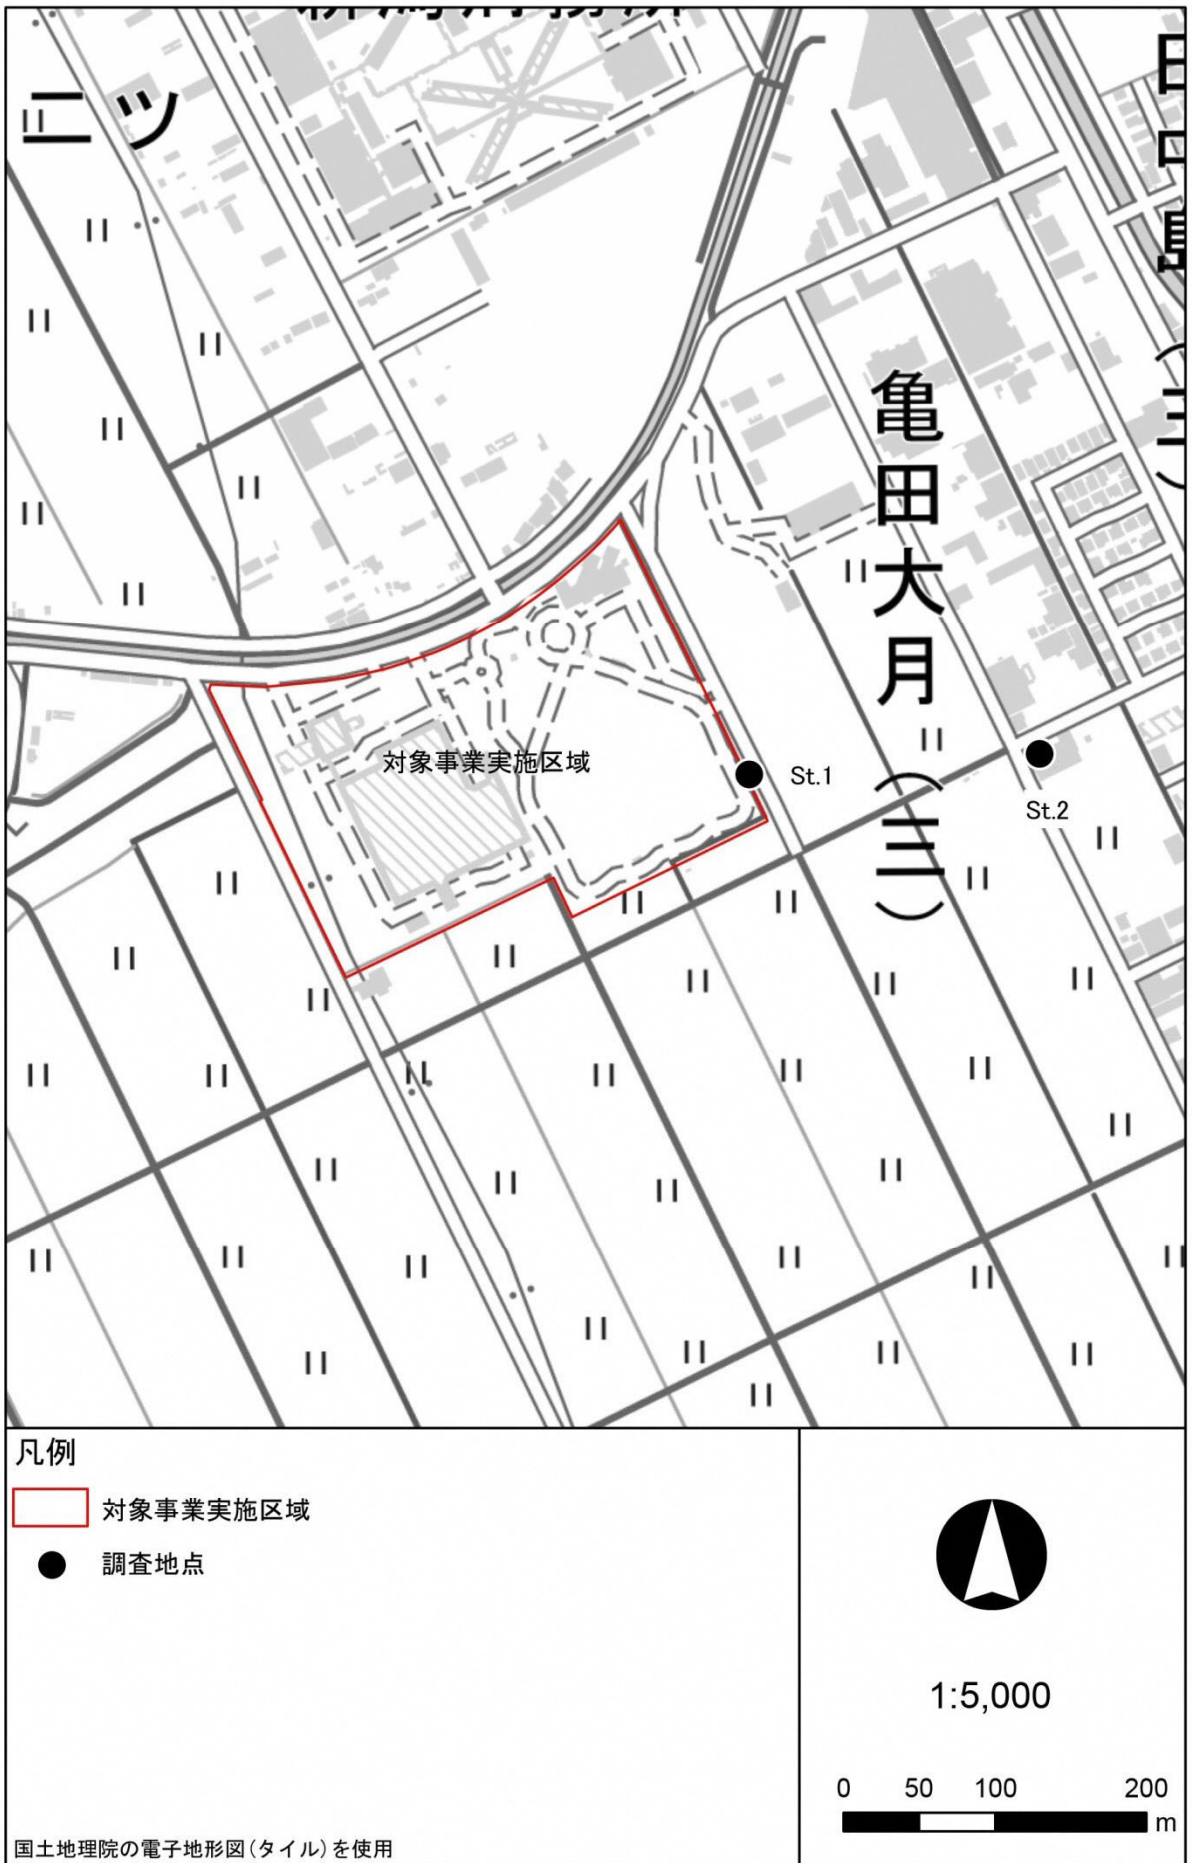 二ツ
亀田大月(三)
対象事業実施区域
St.1
St.2
凡例
対象事業実施区域
調査地点
1:5,000
0 50 100 200
m
国土地理院の電子地形図(タイル)を使用